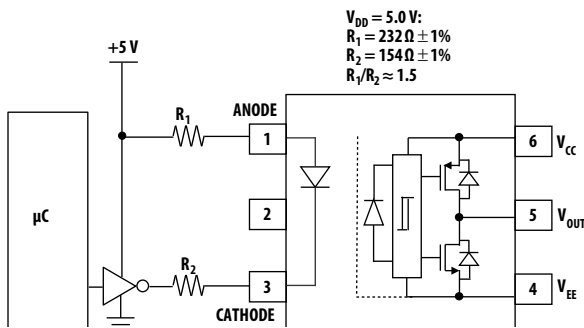 V_DD = 5.0 V:
R_1 = 232 Ω ± 1%
R_2 = 154 Ω ± 1%
R_1/R_2 ≈ 1.5
+5 V
R_1
ANODE
1
6
V_CC
µC
2
5
V_OUT
R_2
3
CATHODE
4
V_EE